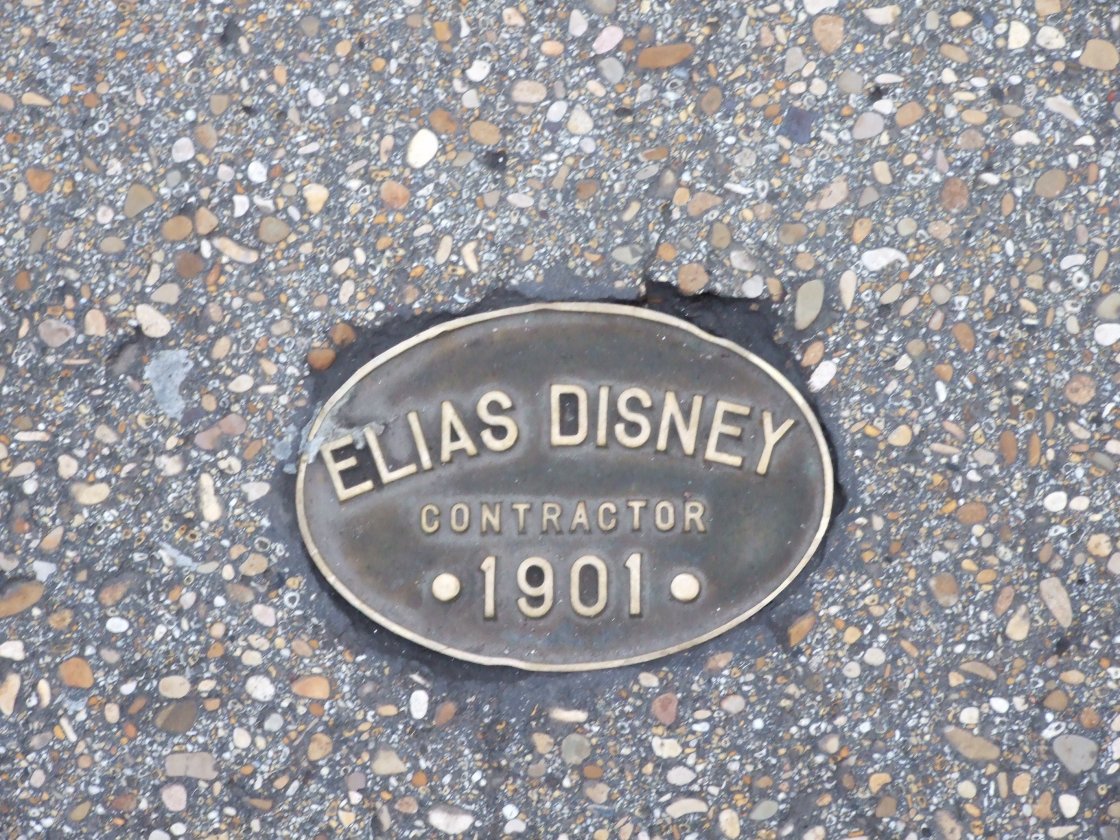 ELIAS DISNEY
CONTRACTOR
• 1901 •